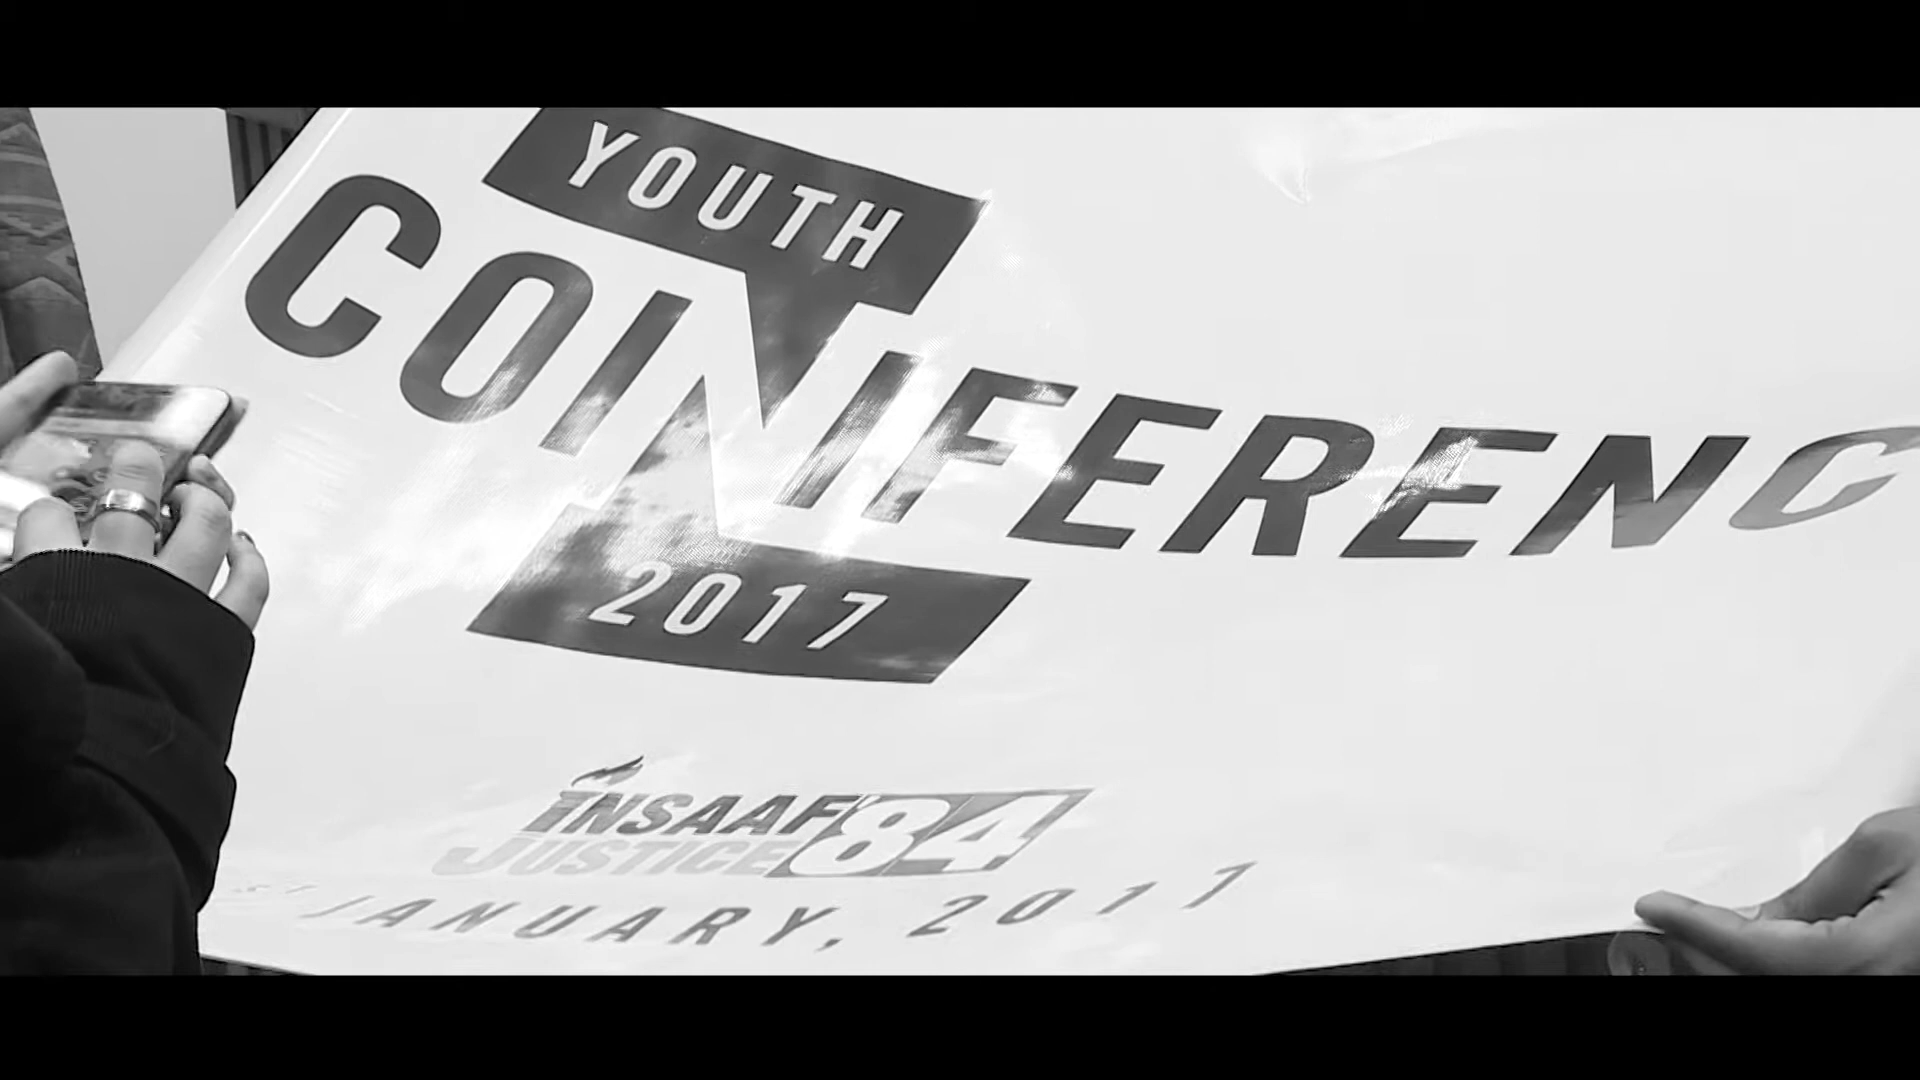 YOUTH
CONFERENC
2017
INSAAF '84
JUSTICE
JANUARY, 2017